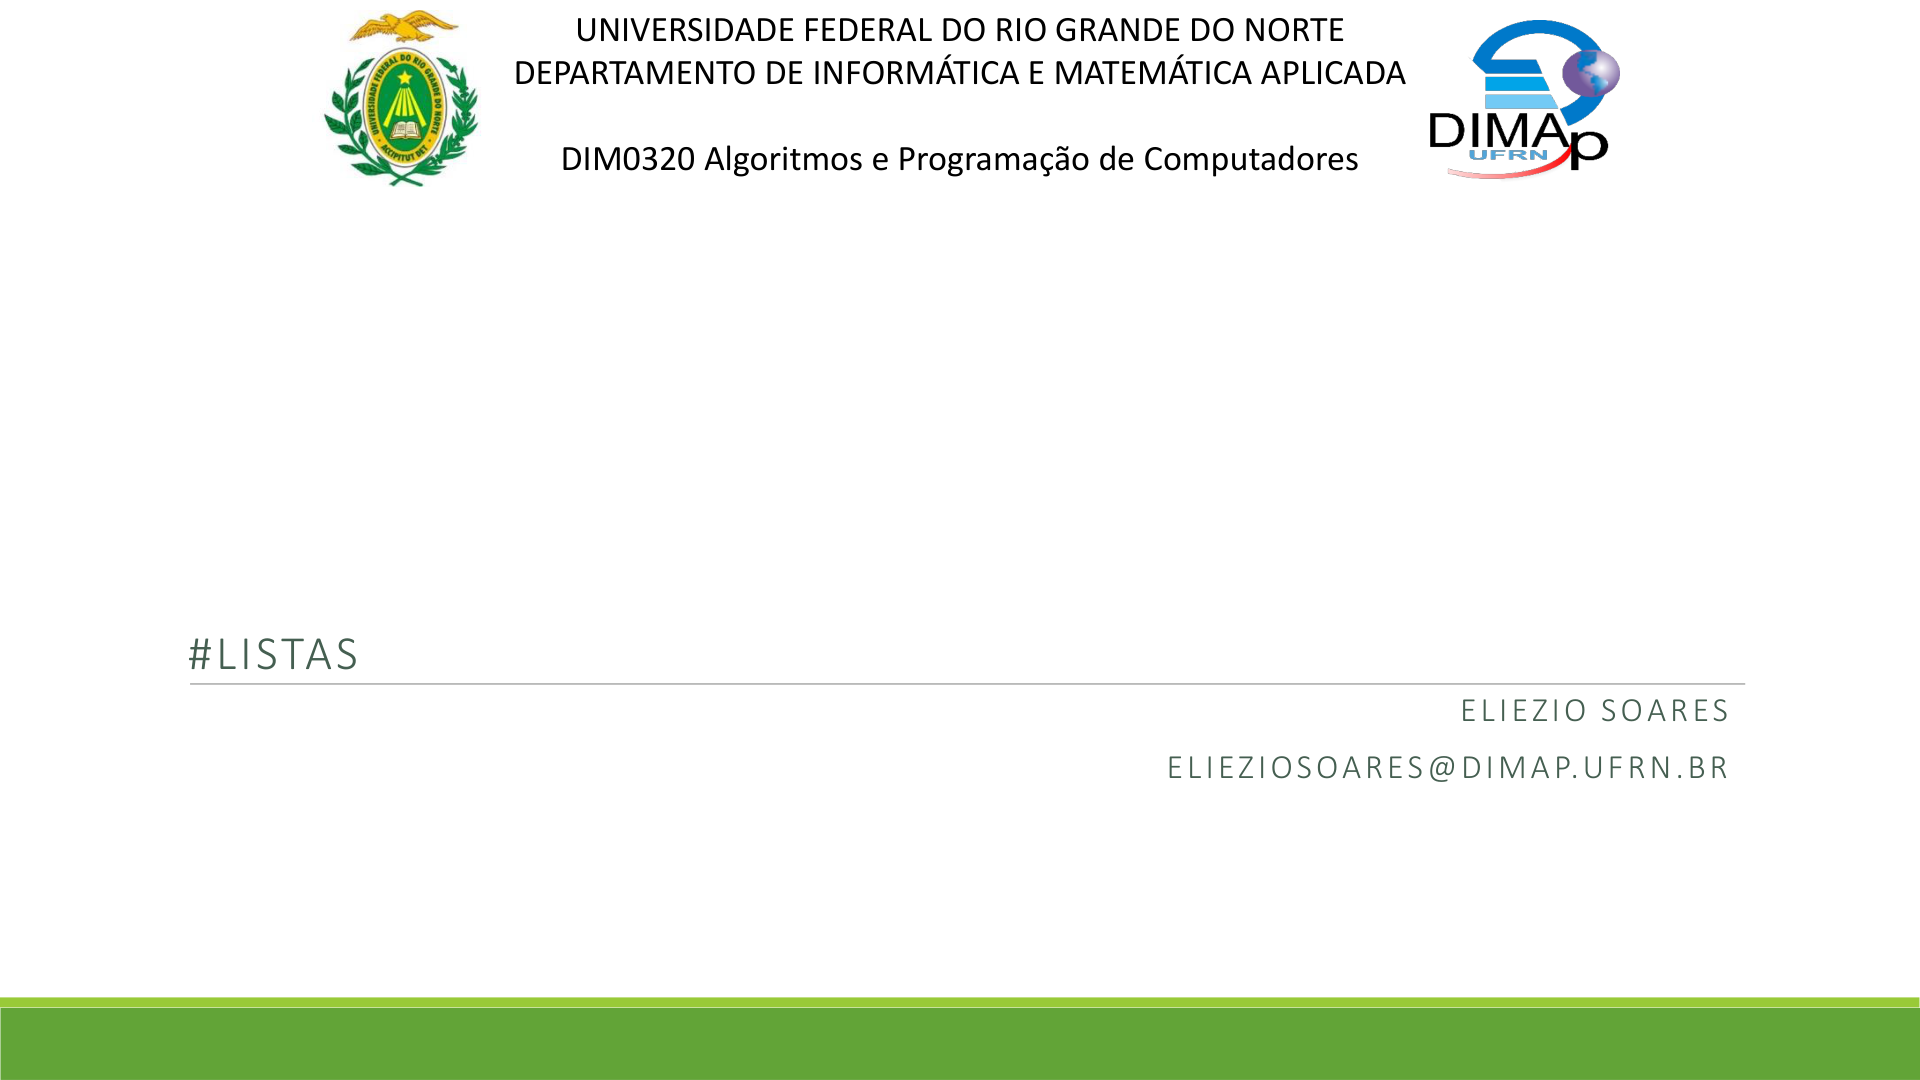 UNIVERSIDADE FEDERAL DO RIO GRANDE DO NORTE
DEPARTAMENTO DE INFORMÁTICA E MATEMÁTICA APLICADA
DIM0320 Algoritmos e Programação de Computadores
UNIVERSIDADE FEDERAL DO RIO GRANDE DO NORTE
ACCIPITUT DET
DIMAp
UFRN
#LISTAS
ELIEZIO SOARES
ELIEZIOSOARES@DIMAP.UFRN.BR